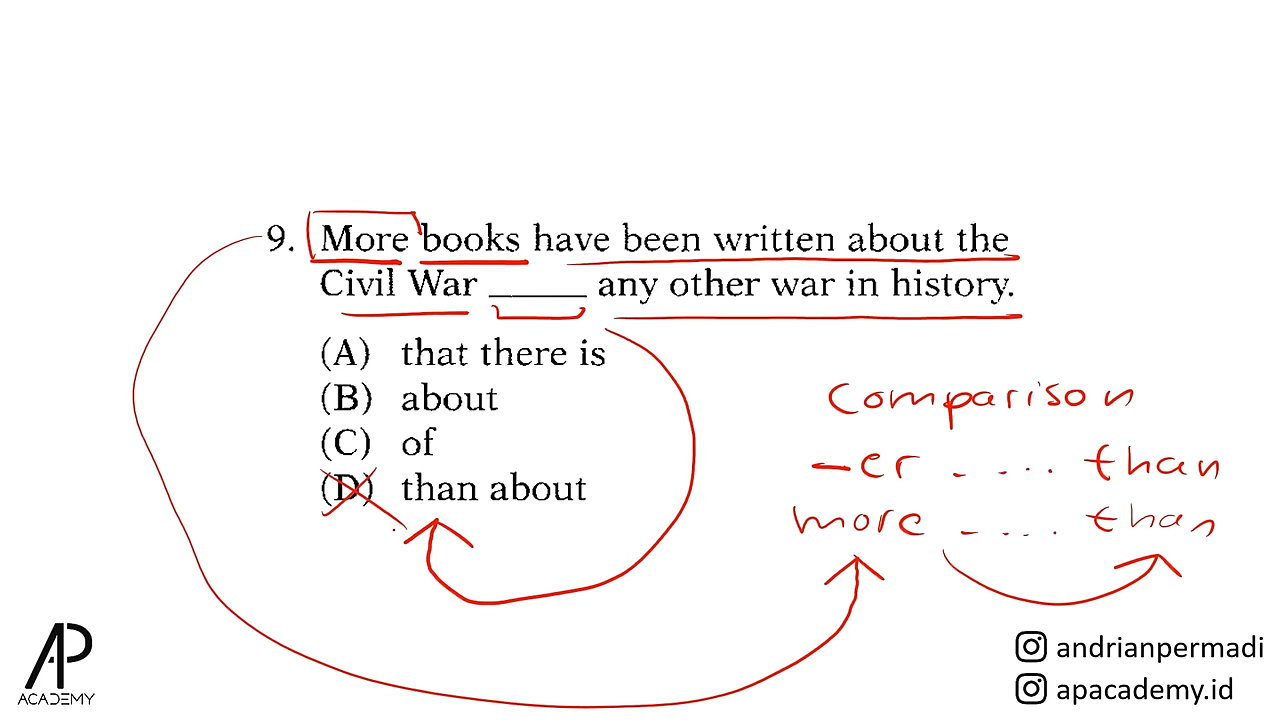 9. More books have been written about the
Civil War _____ any other war in history.
(A) that there is
(B) about
(C) of
(D) than about
Comparison
-er .... than
more .... than
AP
ACADEMY
andrianpermadi
apacademy.id